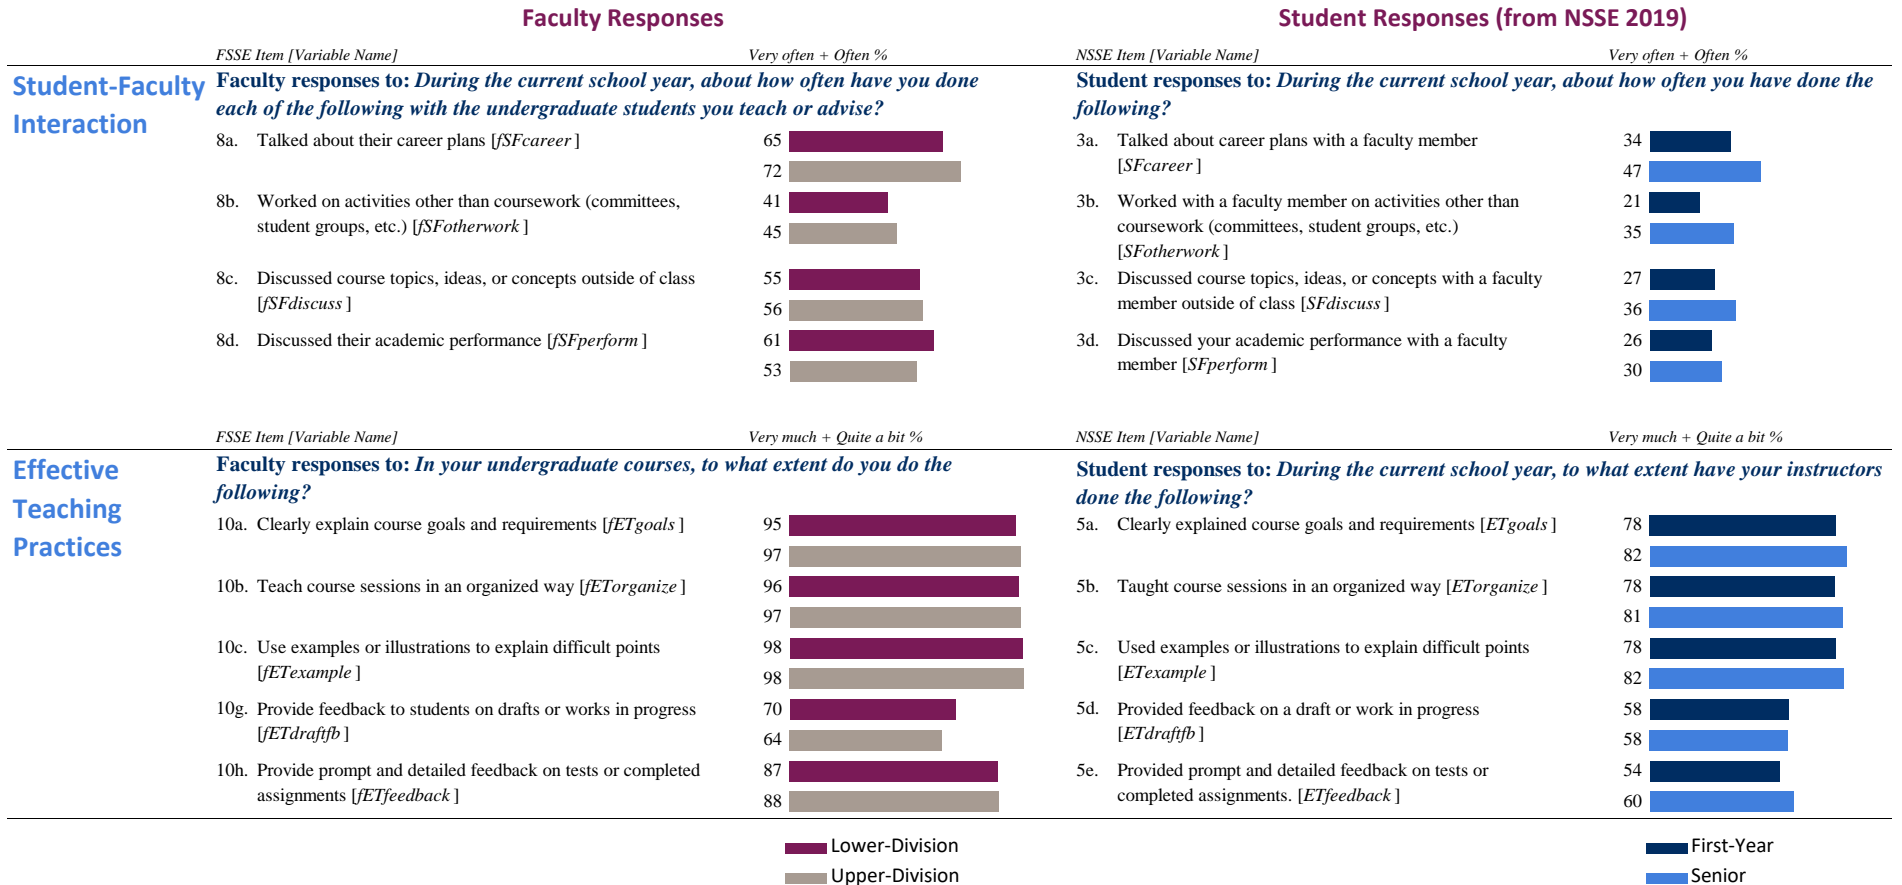 Faculty Responses
Student Responses (from NSSE 2019)
FSSE Item [Variable Name]
Very often + Often %
NSSE Item [Variable Name]
Very often + Often %
Student-Faculty
Interaction
Faculty responses to: During the current school year, about how often have you done
each of the following with the undergraduate students you teach or advise?
Student responses to: During the current school year, about how often you have done the
following?
8a. Talked about their career plans [fSFcareer]
65
72
3a. Talked about career plans with a faculty member
[SFcareer]
34
47
8b. Worked on activities other than coursework (committees,
student groups, etc.) [fSFotherwork]
41
45
3b. Worked with a faculty member on activities other than
coursework (committees, student groups, etc.)
[SFotherwork]
21
35
8c. Discussed course topics, ideas, or concepts outside of class
[fSFdiscuss]
55
56
3c. Discussed course topics, ideas, or concepts with a faculty
member outside of class [SFdiscuss]
27
36
8d. Discussed their academic performance [fSFperform]
61
53
3d. Discussed your academic performance with a faculty
member [SFperform]
26
30
FSSE Item [Variable Name]
Very much + Quite a bit %
NSSE Item [Variable Name]
Very much + Quite a bit %
Effective
Teaching
Practices
Faculty responses to: In your undergraduate courses, to what extent do you do the
following?
Student responses to: During the current school year, to what extent have your instructors
done the following?
10a. Clearly explain course goals and requirements [fETgoals]
95
97
5a. Clearly explained course goals and requirements [ETgoals]
78
82
10b. Teach course sessions in an organized way [fETorganize]
96
97
5b. Taught course sessions in an organized way [ETorganize]
78
81
10c. Use examples or illustrations to explain difficult points
[fETexample]
98
98
5c. Used examples or illustrations to explain difficult points
[ETexample]
78
82
10g. Provide feedback to students on drafts or works in progress
[fETdraftfb]
70
64
5d. Provided feedback on a draft or work in progress
[ETdraftfb]
58
58
10h. Provide prompt and detailed feedback on tests or completed
assignments [fETfeedback]
87
88
5e. Provided prompt and detailed feedback on tests or
completed assignments. [ETfeedback]
54
60
Lower-Division
Upper-Division
First-Year
Senior